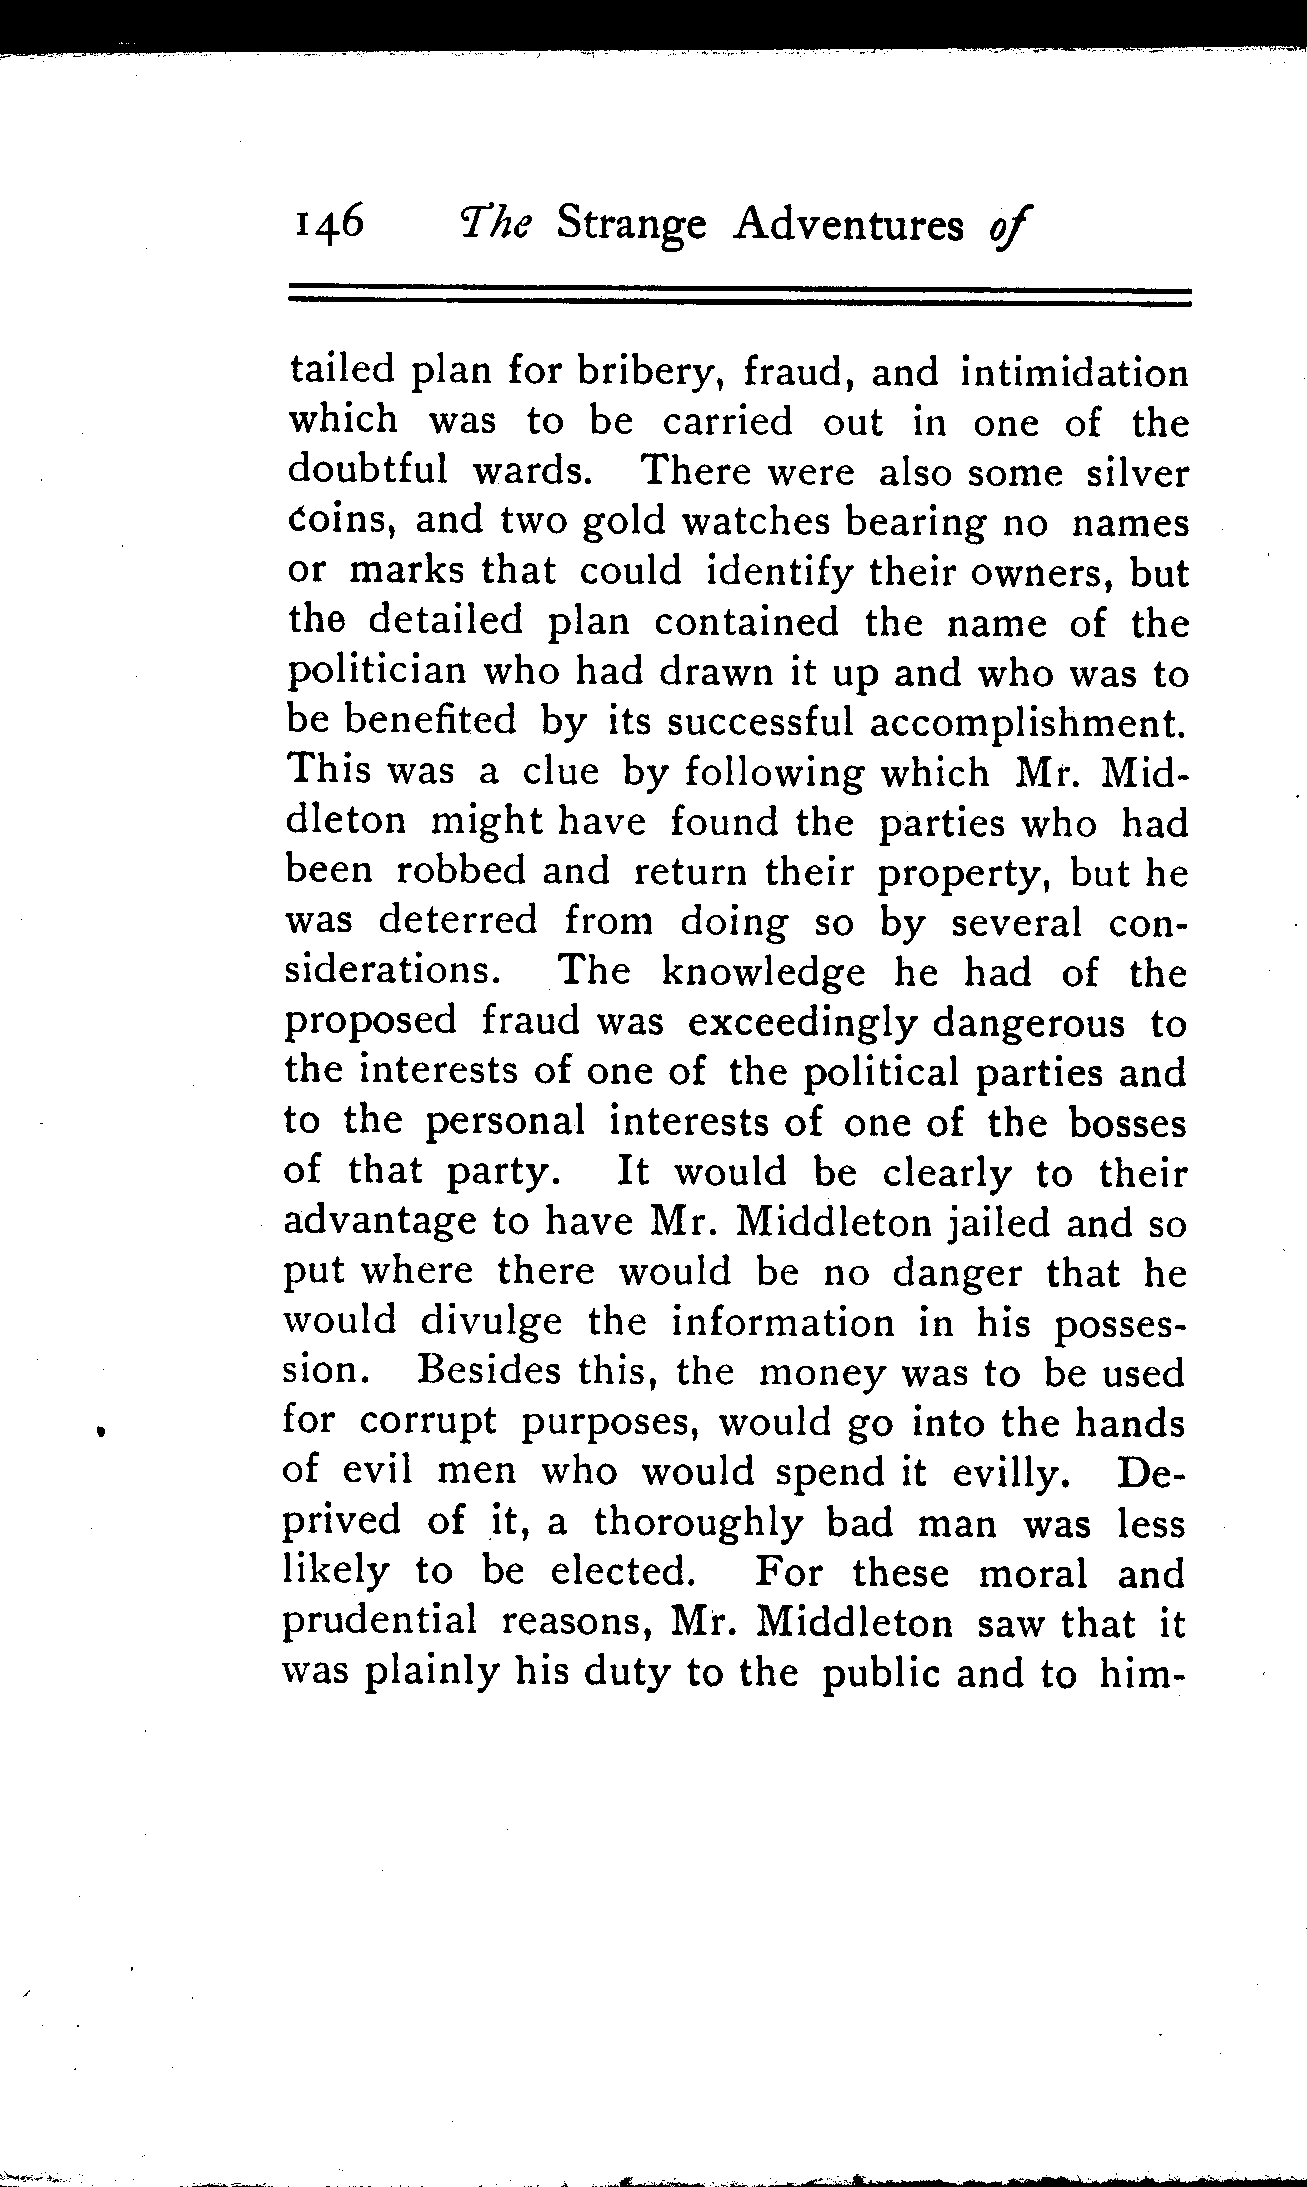 146 The Strange Adventures of
tailed plan for bribery, fraud, and intimidation
which was to be carried out in one of the
doubtful wards. There were also some silver
coins, and two gold watches bearing no names
or marks that could identify their owners, but
the detailed plan contained the name of the
politician who had drawn it up and who was to
be benefited by its successful accomplishment.
This was a clue by following which Mr. Mid-
dleton might have found the parties who had
been robbed and return their property, but he
was deterred from doing so by several con-
siderations. The knowledge he had of the
proposed fraud was exceedingly dangerous to
the interests of one of the political parties and
to the personal interests of one of the bosses
of that party. It would be clearly to their
advantage to have Mr. Middleton jailed and so
put where there would be no danger that he
would divulge the information in his posses-
sion. Besides this, the money was to be used
for corrupt purposes, would go into the hands
of evil men who would spend it evilly. De-
prived of it, a thoroughly bad man was less
likely to be elected. For these moral and
prudential reasons, Mr. Middleton saw that it
was plainly his duty to the public and to him-